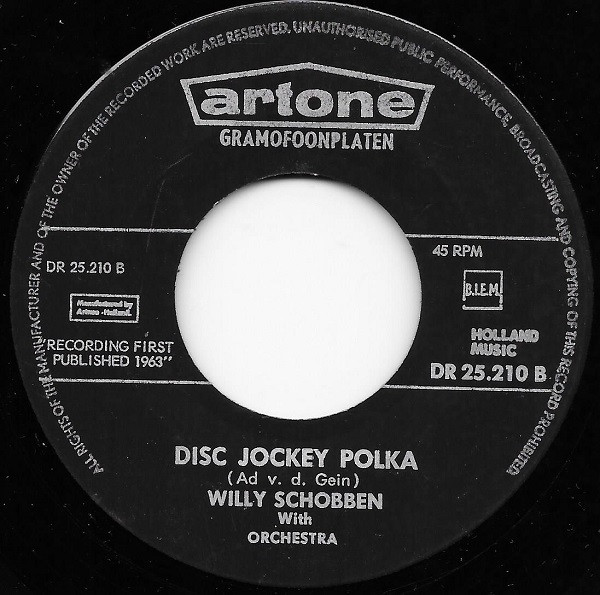 ALL RIGHTS OF THE MANUFACTURER AND OF THE OWNER OF THE RECORDED WORK ARE RESERVED. UNAUTHORISED PUBLIC PERFORMANCE, BROADCASTING AND COPYING OF THIS RECORD PROHIBITED
artone
GRAMOFOONPLATEN
DR 25.210 B
45 RPM
Manufactured by
Artone - Holland
B.I.E.M.
"RECORDING FIRST
PUBLISHED 1963"
HOLLAND
MUSIC
DR 25.210 B
DISC JOCKEY POLKA
(Ad v. d. Gein)
WILLY SCHOBBEN
With
ORCHESTRA